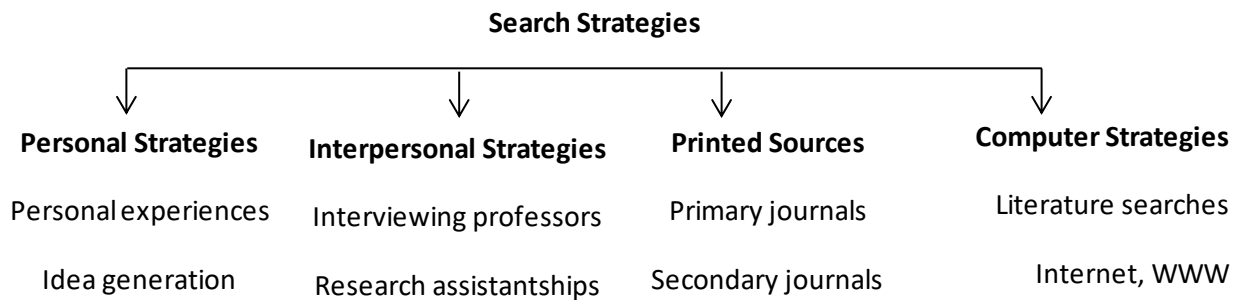 Search Strategies
Personal Strategies
Personal experiences
Idea generation
Interpersonal Strategies
Interviewing professors
Research assistantships
Printed Sources
Primary journals
Secondary journals
Computer Strategies
Literature searches
Internet, WWW